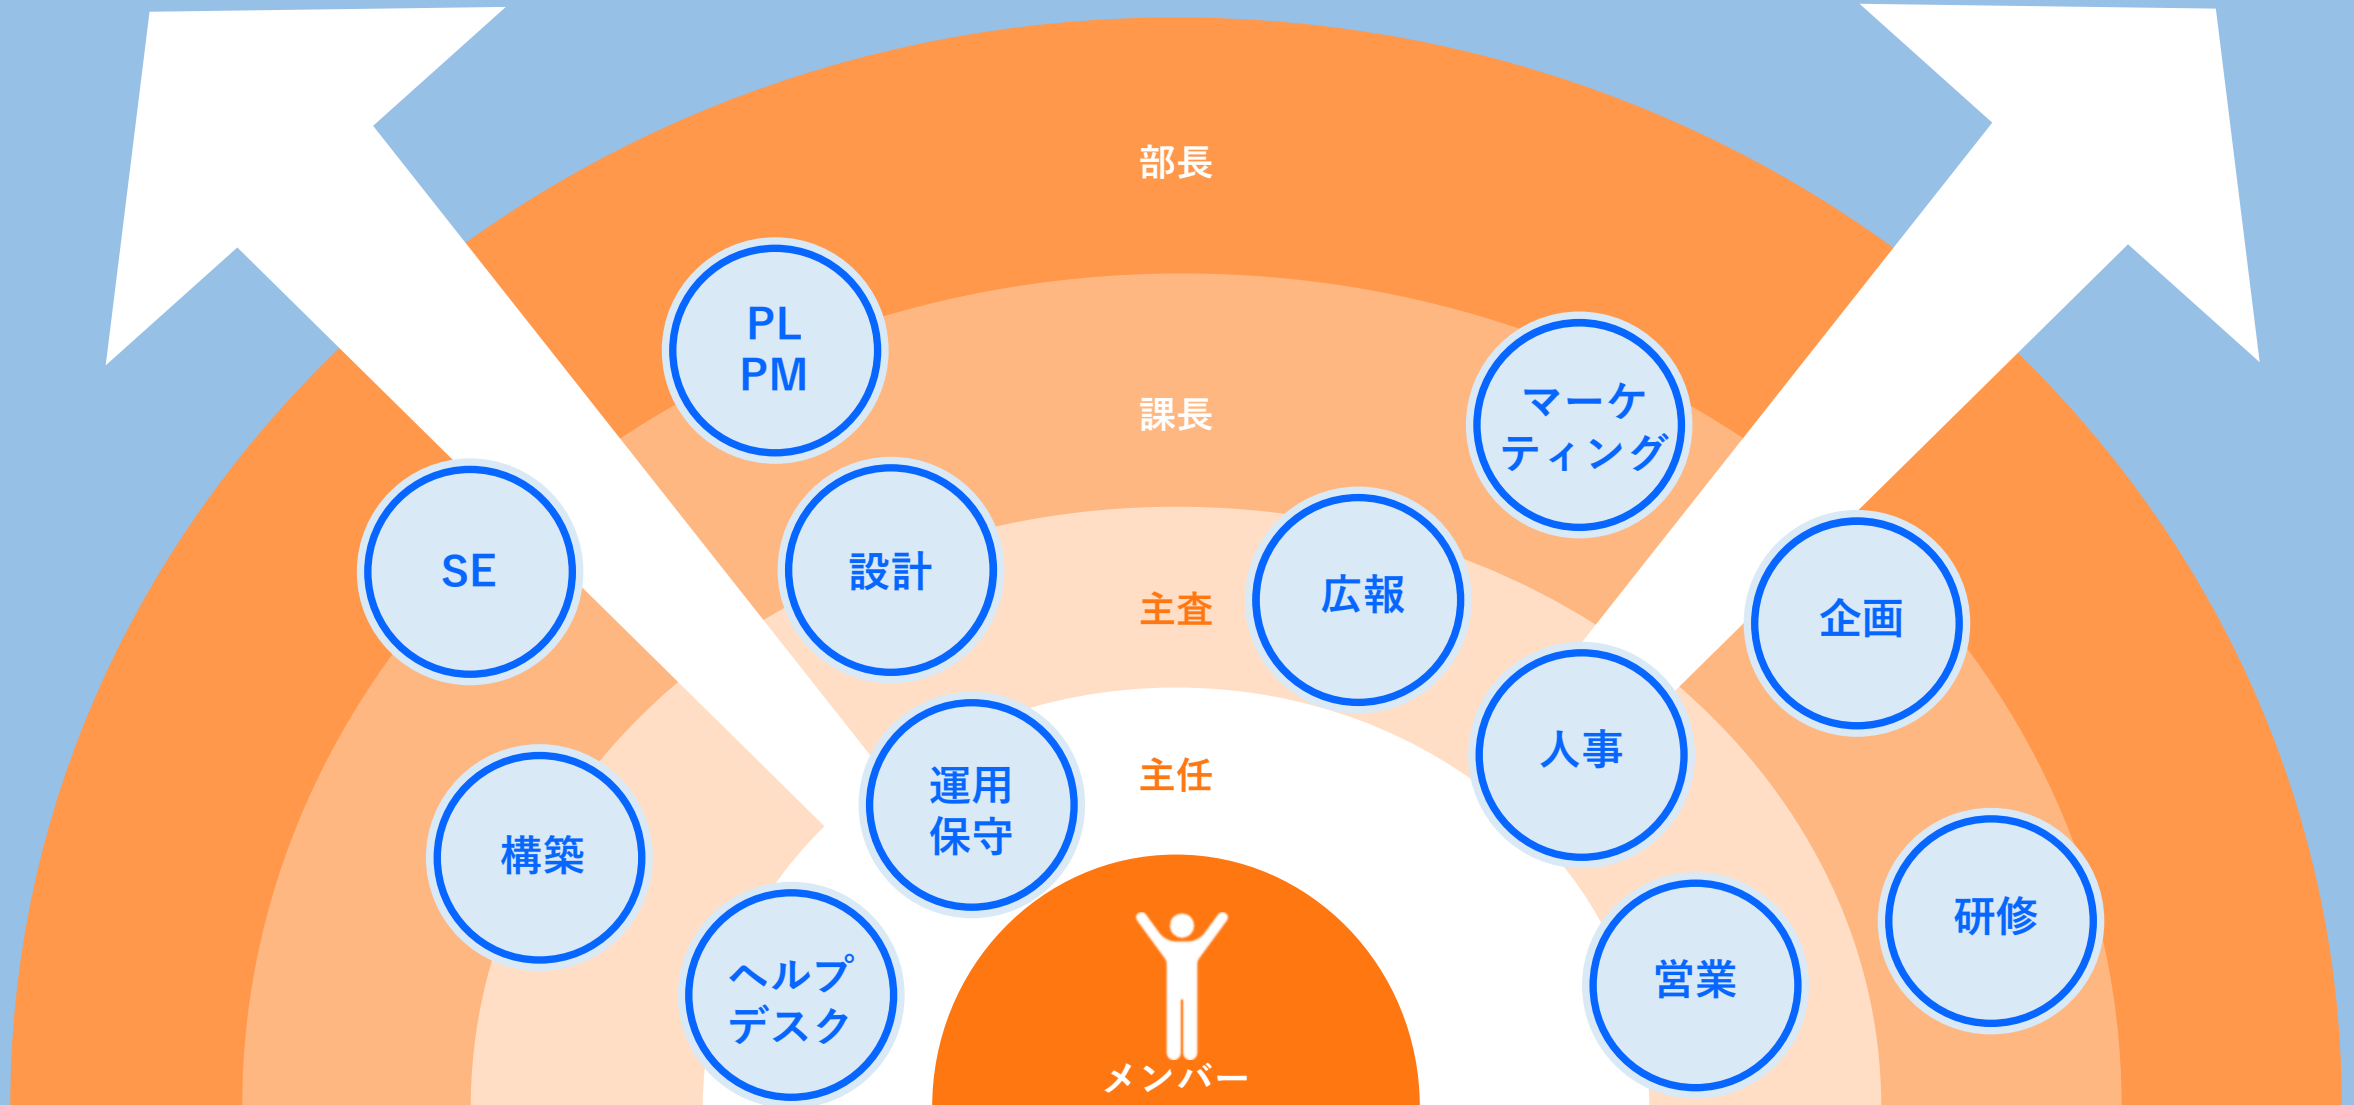 部長
PL
PM
課長
マーケ
ティング
SE
設計
主査
広報
企画
主任
人事
運用
保守
構築
ヘルプ
デスク
営業
研修
メンバー